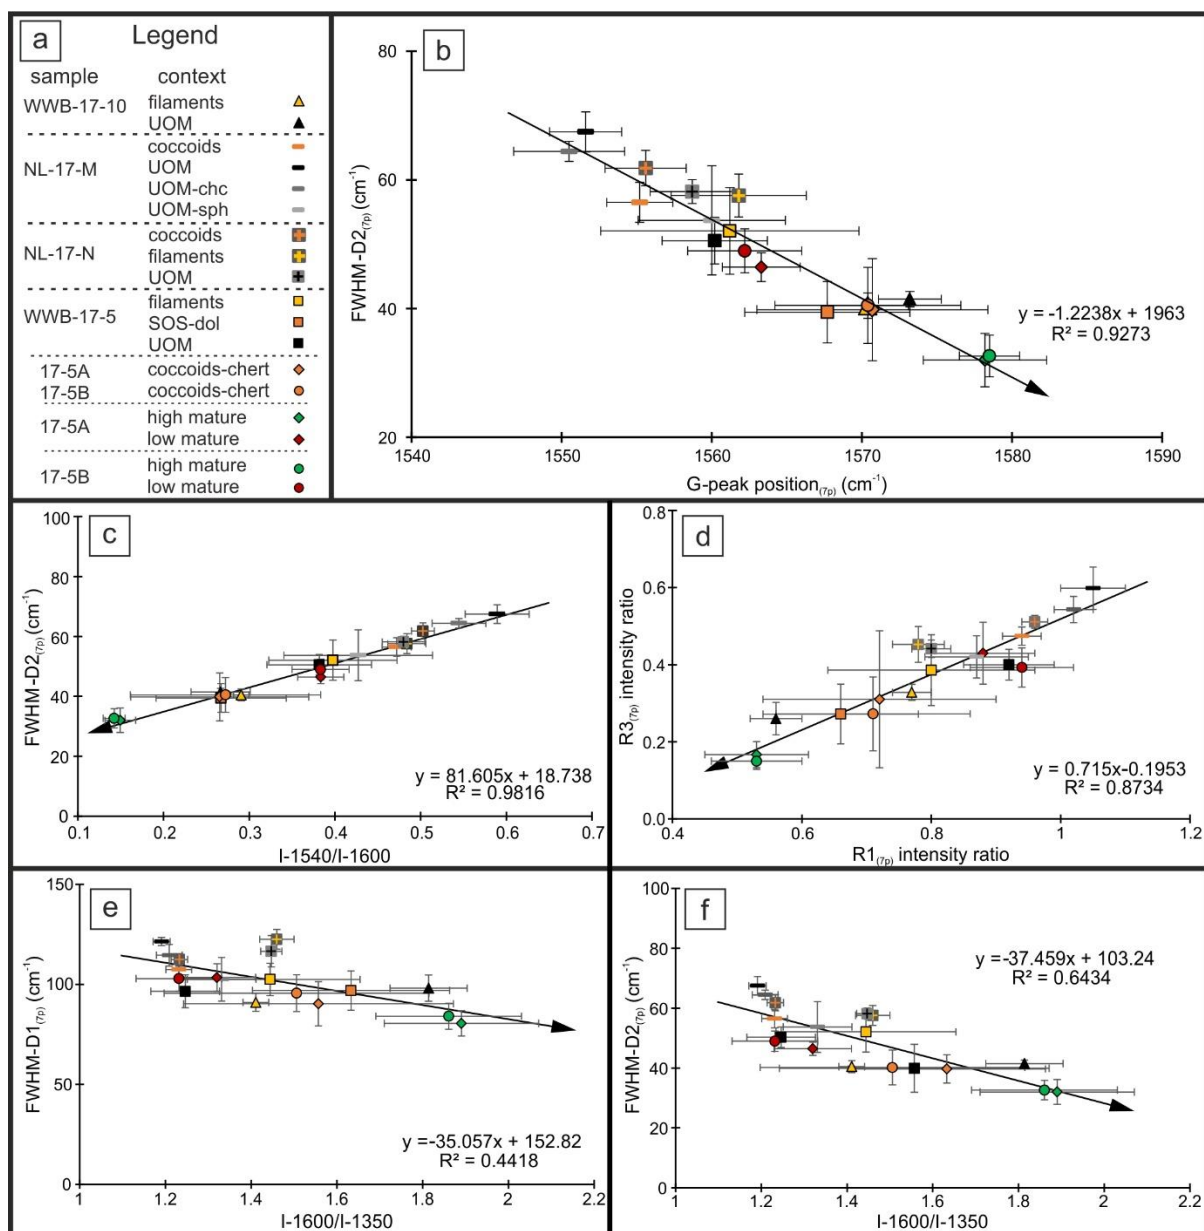 a
Legend
sample context
WWB-17-10 filaments
UOM
NL-17-M coccoids
UOM
UOM-chc
UOM-sph
NL-17-N coccoids
filaments
UOM
WWB-17-5 filaments
SOS-dol
UOM
17-5A coccoids-chert
17-5B coccoids-chert
17-5A high mature
low mature
17-5B high mature
low mature
b
FWHM-D2(7p) (cm-1)
80
60
40
20
y = -1.2238x + 1963
R² = 0.9273
1540 1550 1560 1570 1580 1590
G-peak position(7p) (cm-1)
c
FWHM-D2(7p) (cm-1)
100
80
60
40
20
0
y = 81.605x + 18.738
R² = 0.9816
0.1 0.2 0.3 0.4 0.5 0.6 0.7
I-1540/I-1600
d
R3(7p) intensity ratio
0.8
0.6
0.4
0.2
0.0
y = 0.715x-0.1953
R² = 0.8734
0.4 0.6 0.8 1 1.2
R1(7p) intensity ratio
e
FWHM-D1(7p) (cm-1)
150
100
50
0
y =-35.057x + 152.82
R² = 0.4418
1 1.2 1.4 1.6 1.8 2 2.2
I-1600/I-1350
f
FWHM-D2(7p) (cm-1)
100
80
60
40
20
0
y = -37.459x + 103.24
R² = 0.6434
1 1.2 1.4 1.6 1.8 2 2.2
I-1600/I-1350